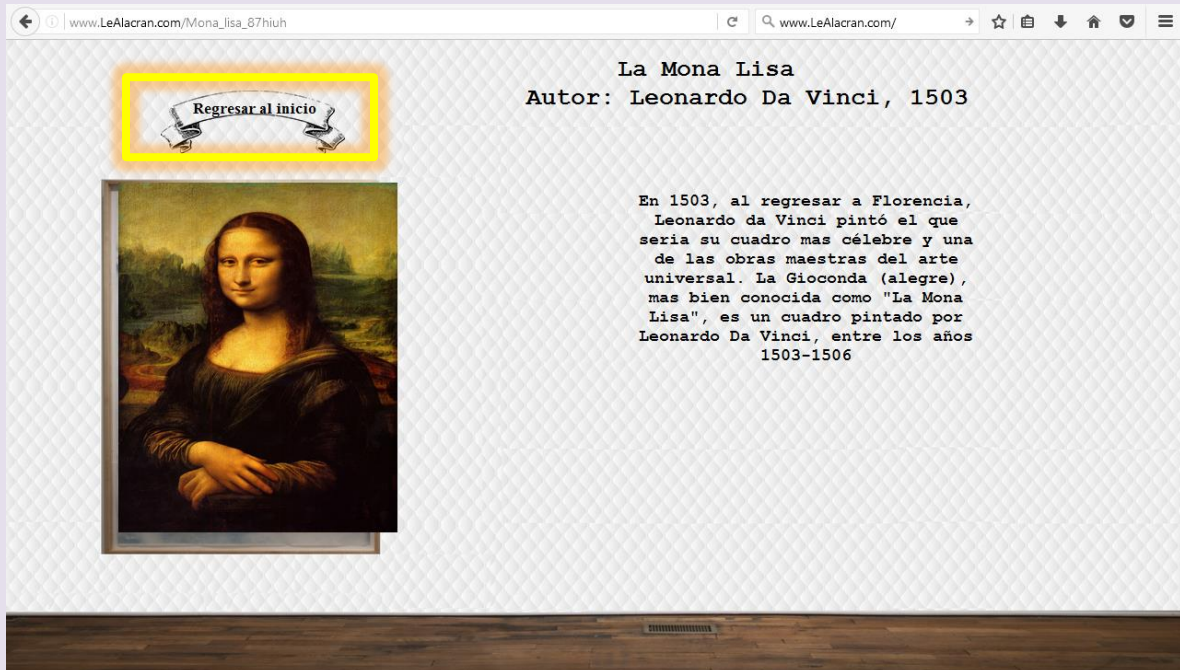 www.LeAlacran.com/Mona_lisa_87hiuh
www.LeAlacran.com/
La Mona Lisa
Autor: Leonardo Da Vinci, 1503
Regresar al inicio
En 1503, al regresar a Florencia,
Leonardo da Vinci pintó el que
seria su cuadro mas célebre y una
de las obras maestras del arte
universal. La Gioconda (alegre),
mas bien conocida como "La Mona
Lisa", es un cuadro pintado por
Leonardo Da Vinci, entre los años
1503-1506